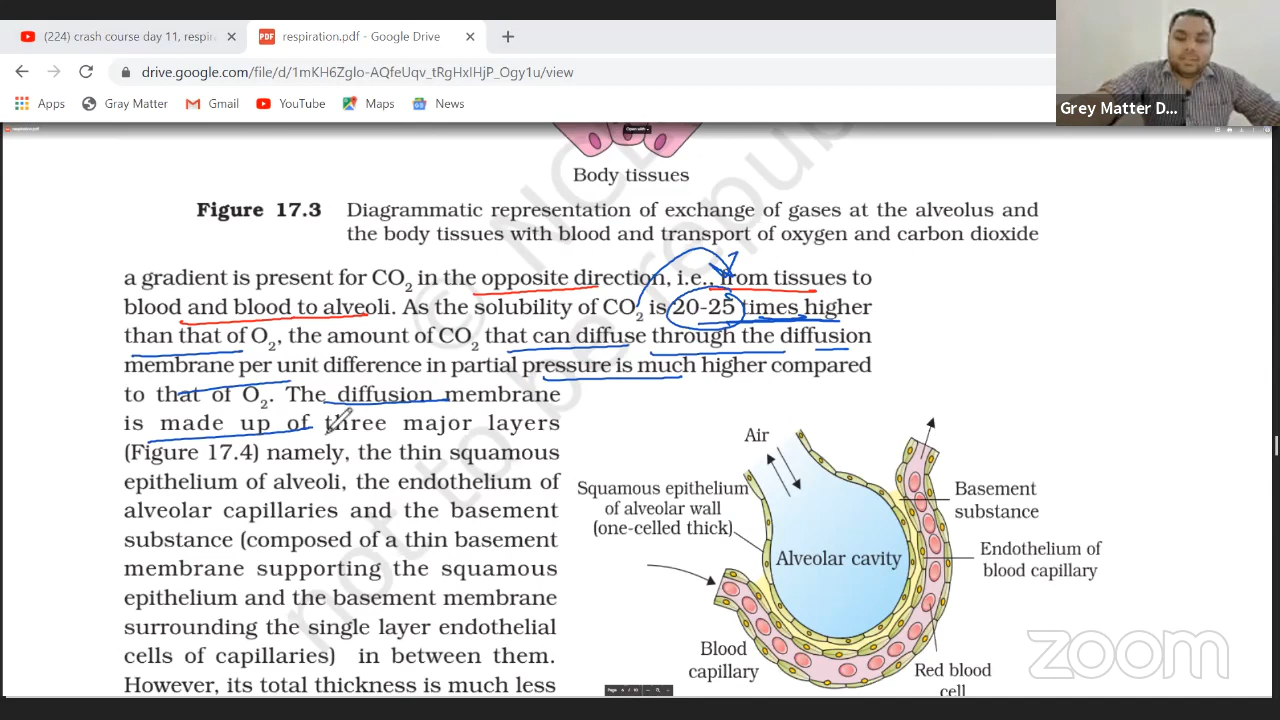 (224) crash course day 11, respir
respiration.pdf - Google Drive
Grey Matter D...
drive.google.com/file/d/1mKH6Zglo-AQfeUqv_tRgHxIHjP_Ogy1u/view
Apps Gray Matter Gmail YouTube Maps News
respiration.pdf
Open with
Body tissues
Figure 17.3 Diagrammatic representation of exchange of gases at the alveolus and
the body tissues with blood and transport of oxygen and carbon dioxide
a gradient is present for CO2 in the opposite direction, i.e., from tissues to
blood and blood to alveoli. As the solubility of CO2 is 20-25 times higher
than that of O2, the amount of CO2 that can diffuse through the diffusion
membrane per unit difference in partial pressure is much higher compared
to that of O2. The diffusion membrane
is made up of three major layers
(Figure 17.4) namely, the thin squamous
epithelium of alveoli, the endothelium of
alveolar capillaries and the basement
substance (composed of a thin basement
membrane supporting the squamous
epithelium and the basement membrane
surrounding the single layer endothelial
cells of capillaries) in between them.
However, its total thickness is much less
Air
Squamous epithelium
of alveolar wall
(one-celled thick)
Alveolar cavity
Basement
substance
Endothelium of
blood capillary
Blood
capillary
Red blood
cell
zoom
not to be republ
© NCE